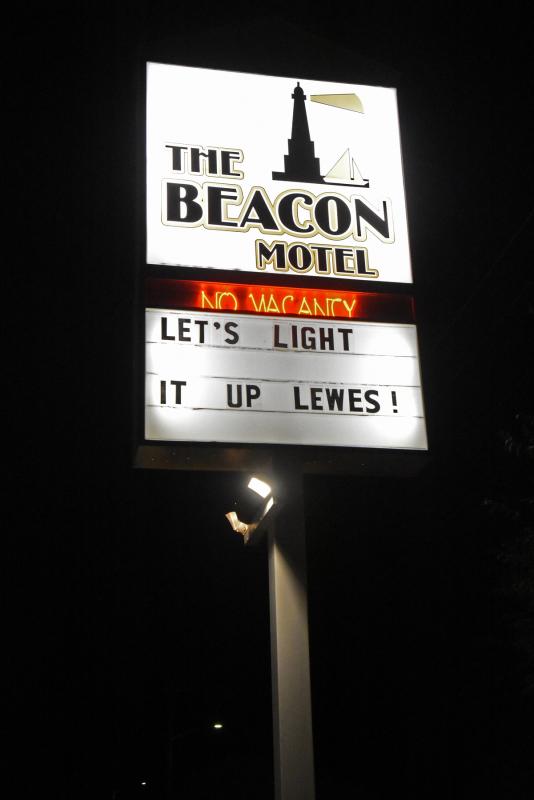 THE
BEACON
MOTEL
NO VACANCY
LET'S LIGHT
IT UP LEWES!